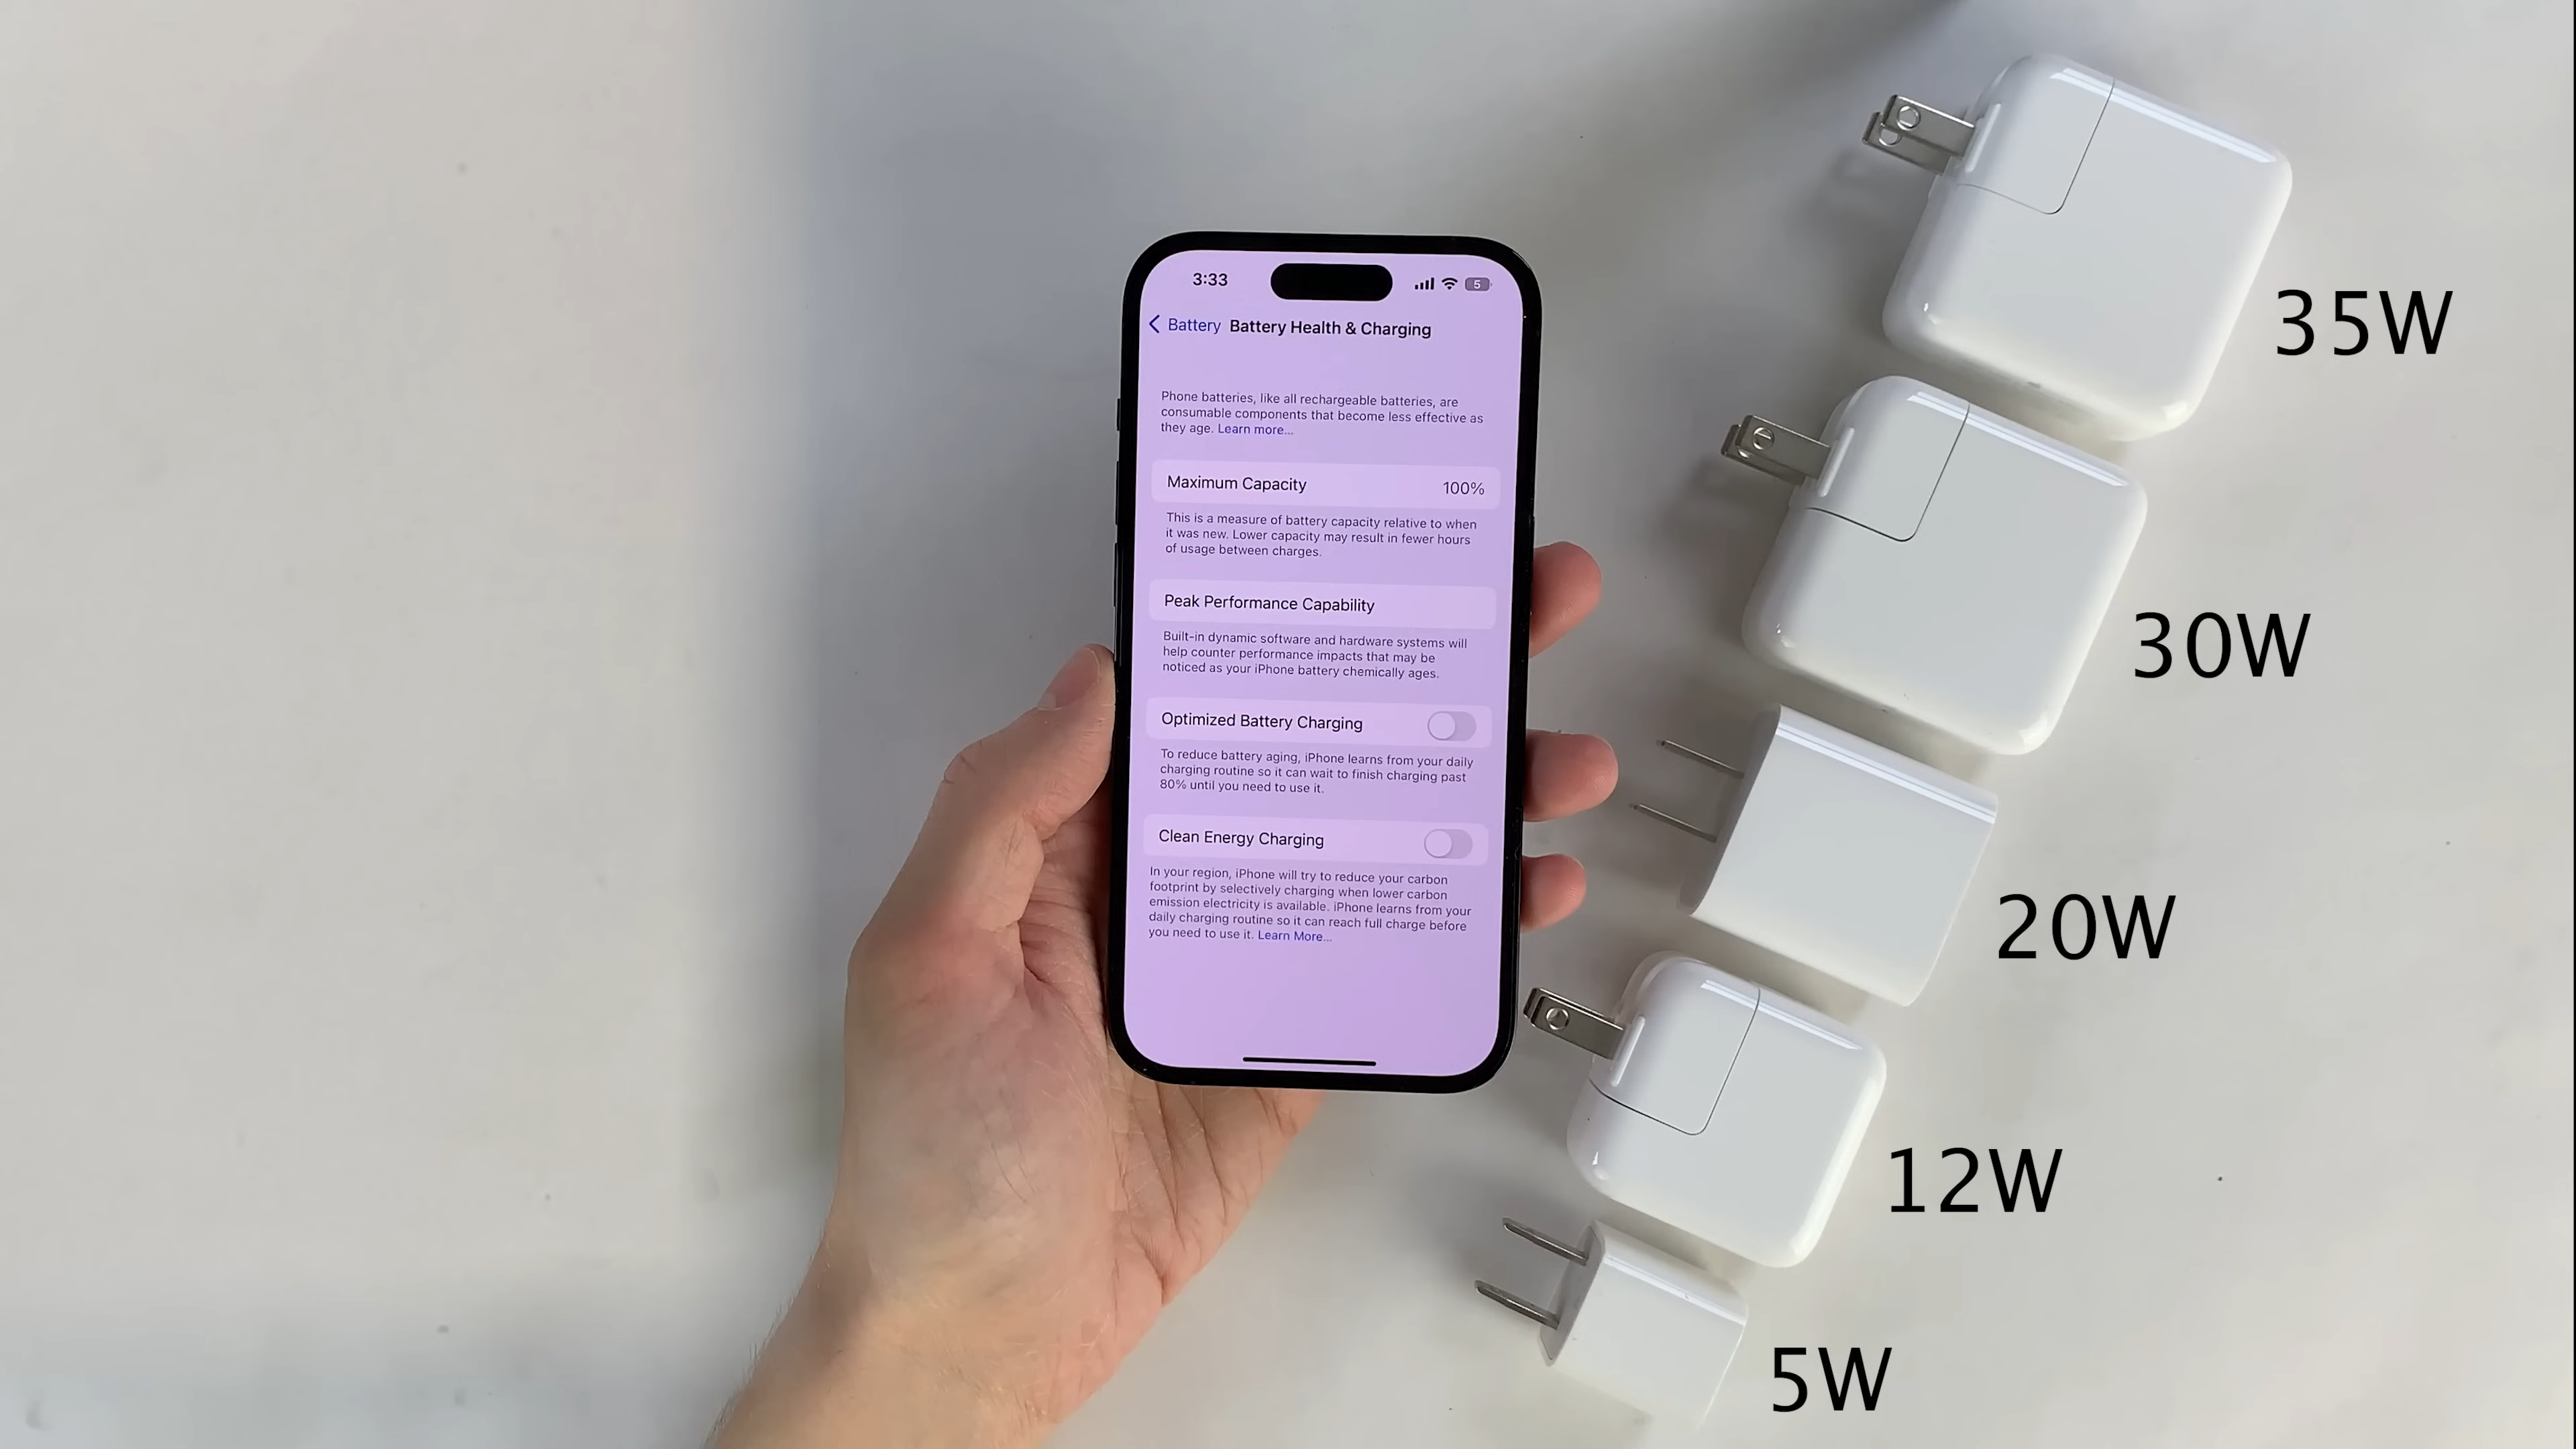 3:33
5
Battery Battery Health & Charging
Phone batteries, like all rechargeable batteries, are
consumable components that become less effective as
they age. Learn more...
Maximum Capacity 100%
This is a measure of battery capacity relative to when
it was new. Lower capacity may result in fewer hours
of usage between charges.
Peak Performance Capability
Built-in dynamic software and hardware systems will
help counter performance impacts that may be
noticed as your iPhone battery chemically ages.
Optimized Battery Charging
To reduce battery aging, iPhone learns from your daily
charging routine so it can wait to finish charging past
80% until you need to use it.
Clean Energy Charging
In your region, iPhone will try to reduce your carbon
footprint by selectively charging when lower carbon
emission electricity is available. iPhone learns from your
daily charging routine so it can reach full charge before
you need to use it. Learn More...
35W
30W
20W
12W
5W